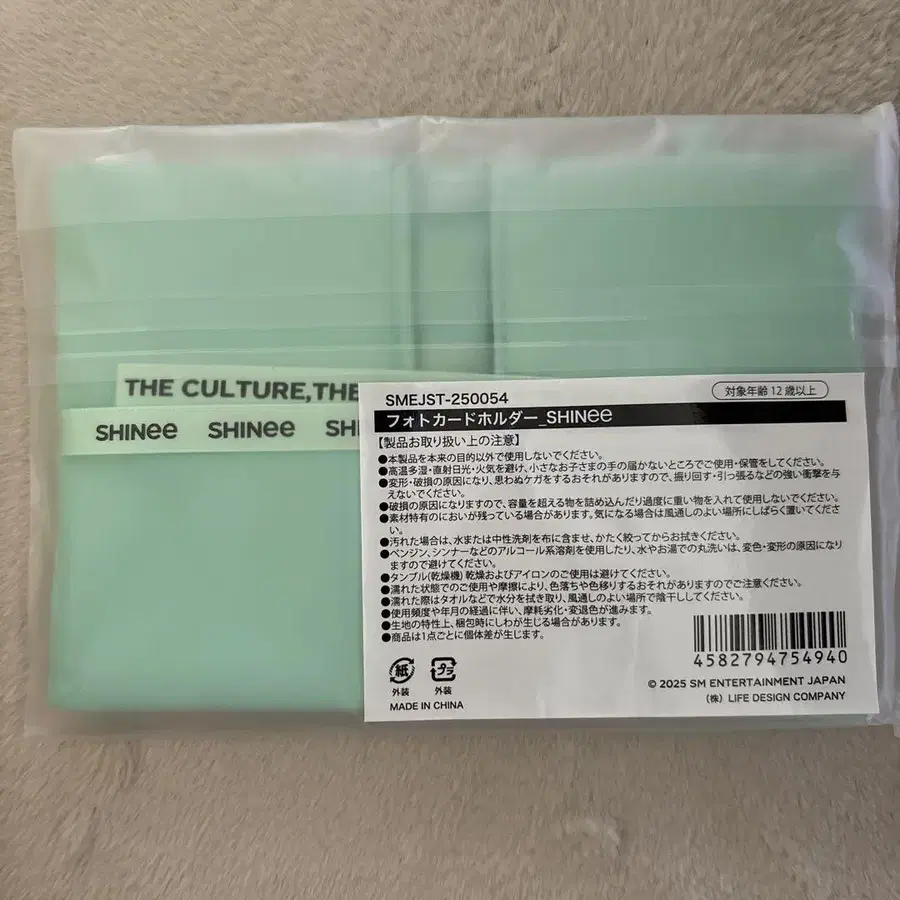 THE CULTURE,THE
SHINee SHINee SH
SMEJST-250054
対象年齢12歳以上
フォトカードホルダー_SHINee
【製品お取り扱い上の注意】
●本製品を本来の目的以外で使用しないでください。
●高温多湿・直射日光・火気を避け、小さなお子さまの手の届かないところでご使用・保管をしてください。
●変形・破損の原因になり、思わぬケガをするおそれがありますので、振り回す・引っ張るなどの強い衝撃を与
えないでください。
●破損の原因になりますので、容量を超える物を詰め込んだり過度に重い物を入れて使用しないでください。
●素材特有のにおいが残っている場合があります。気になる場合は風通しのよい場所にしばらく置いてくださ
い。
●汚れた場合は、水または中性洗剤を布に含ませ、かたく絞ってからお拭きください。
●ベンジン、シンナーなどのアルコール系溶剤を使用したり、水やお湯での丸洗いは、変色・変形の原因になり
ますので避けてください。
●タンブル(乾燥機)乾燥およびアイロンのご使用は避けてください。
●濡れた状態でのご使用や摩擦により、色落ちや色移りするおそれがありますのでご注意ください。
●濡れた際はタオルなどで水分を拭き取り、風通しのよい場所で陰干ししてください。
●使用頻度や年月の経過に伴い、摩耗劣化・変退色が進みます。
●生地の特性上、梱包時にしわが生じる場合があります。
●商品は1点ごとに個体差が生じます。
紙 プラ
外装 外装
MADE IN CHINA
4582794754940
© 2025 SM ENTERTAINMENT JAPAN
(株) LIFE DESIGN COMPANY